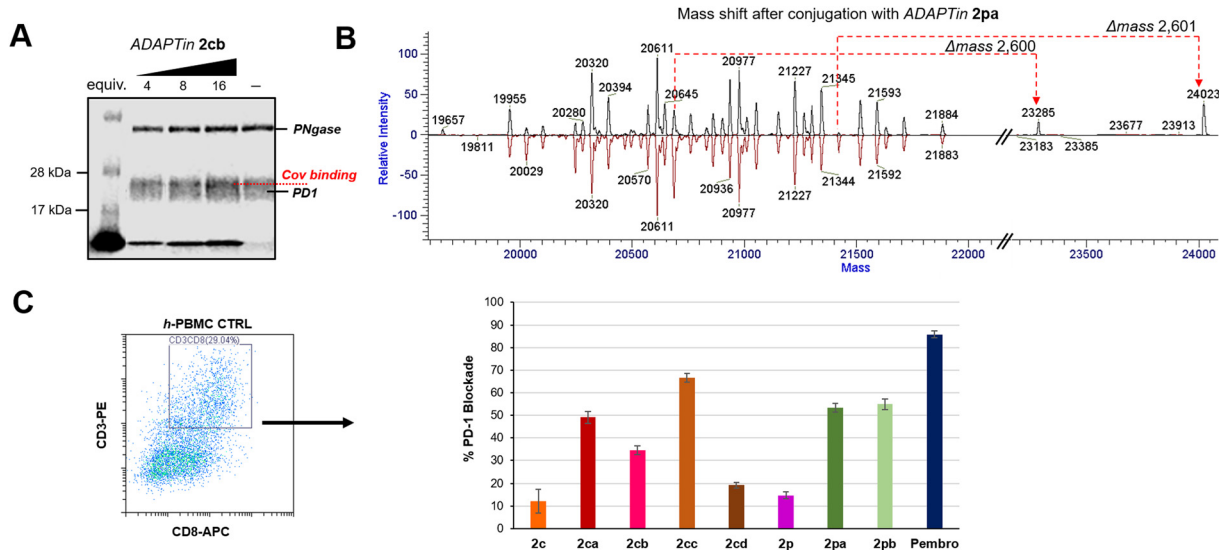 A
ADAPTin 2cb
equiv. 4 8 16 –
PNgase
28 kDa
Cov binding
PD1
17 kDa
B
Mass shift after conjugation with ADAPTin 2pa
Δmass 2,601
Δmass 2,600
Relative Intensity
100
50
0
-50
-100
19657
19955
20280
20320
20394
20611
20645
20977
21227
21345
21593
21884
23285
24023
19811
20029
20320
20570
20611
20936
20977
21227
21344
21592
21883
23183
23385
23677
23913
20000 20500 21000 21500 22000 23500 24000
Mass
C
h-PBMC CTRL
CD3CD8(29.04%)
CD3-PE
CD8-APC
% PD-1 Blockade
100
90
80
70
60
50
40
30
20
10
0
2c 2ca 2cb 2cc 2cd 2p 2pa 2pb Pembro